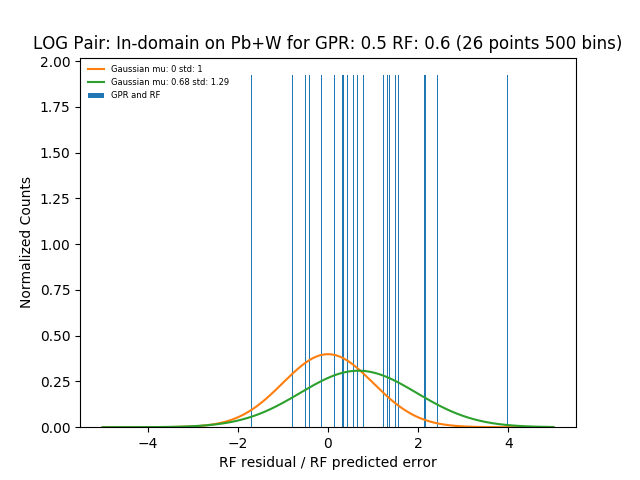 LOG Pair: In-domain on Pb+W for GPR: 0.5 RF: 0.6 (26 points 500 bins)
Gaussian mu: 0 std: 1
Gaussian mu: 0.68 std: 1.29
GPR and RF
2.00
1.75
1.50
1.25
1.00
0.75
0.50
0.25
0.00
Normalized Counts
−4
−2
0
2
4
RF residual / RF predicted error